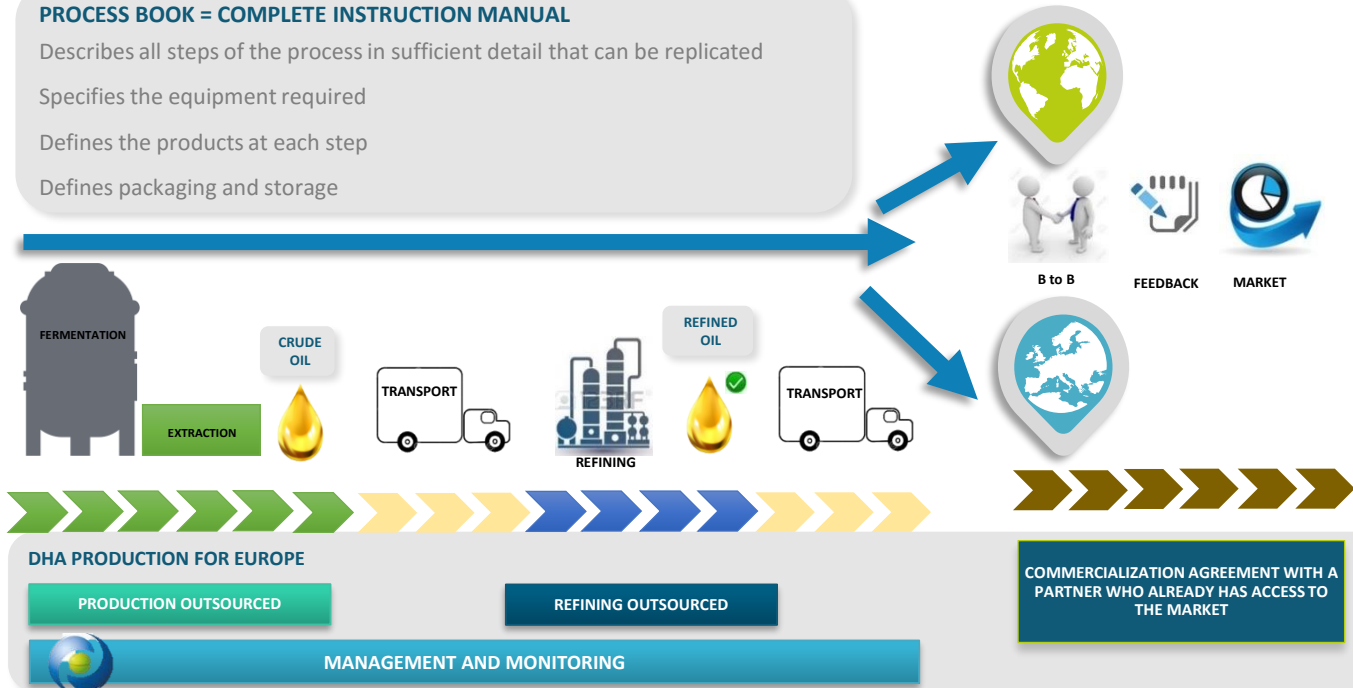 PROCESS BOOK = COMPLETE INSTRUCTION MANUAL
Describes all steps of the process in sufficient detail that can be replicated
Specifies the equipment required
Defines the products at each step
Defines packaging and storage
B to B
FEEDBACK
MARKET
FERMENTATION
EXTRACTION
CRUDE
OIL
TRANSPORT
REFINING
REFINED
OIL
TRANSPORT
DHA PRODUCTION FOR EUROPE
PRODUCTION OUTSOURCED
REFINING OUTSOURCED
MANAGEMENT AND MONITORING
COMMERCIALIZATION AGREEMENT WITH A
PARTNER WHO ALREADY HAS ACCESS TO
THE MARKET